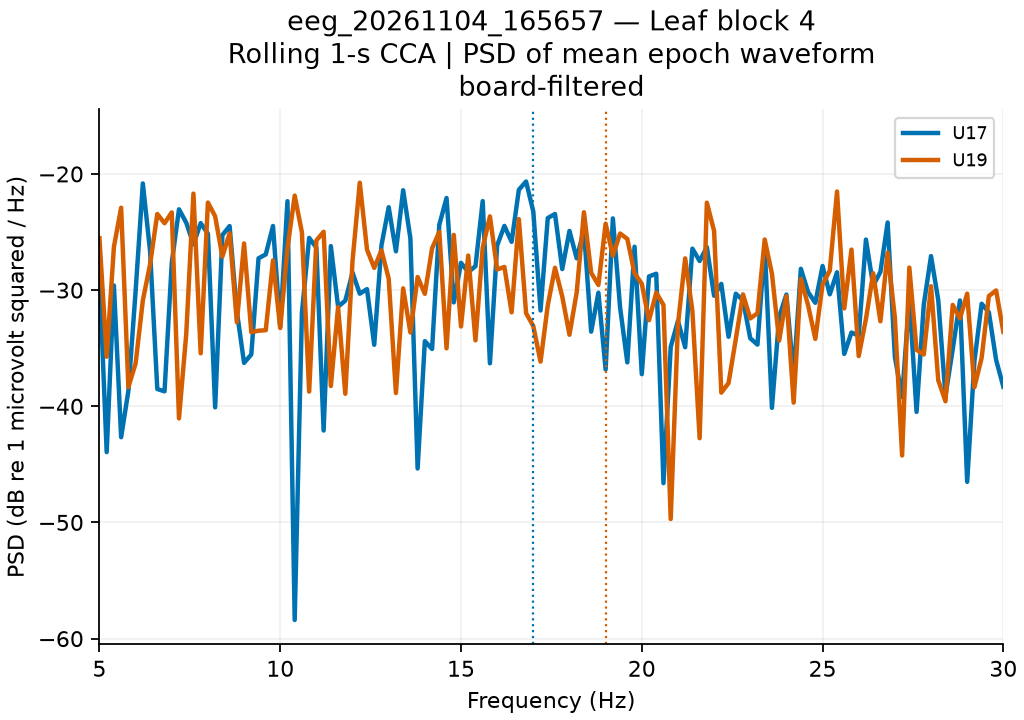 eeg_20261104_165657 — Leaf block 4
Rolling 1-s CCA | PSD of mean epoch waveform
board-filtered
U17
U19
PSD (dB re 1 microvolt squared / Hz)
−20
−30
−40
−50
−60
5
10
15
20
25
30
Frequency (Hz)